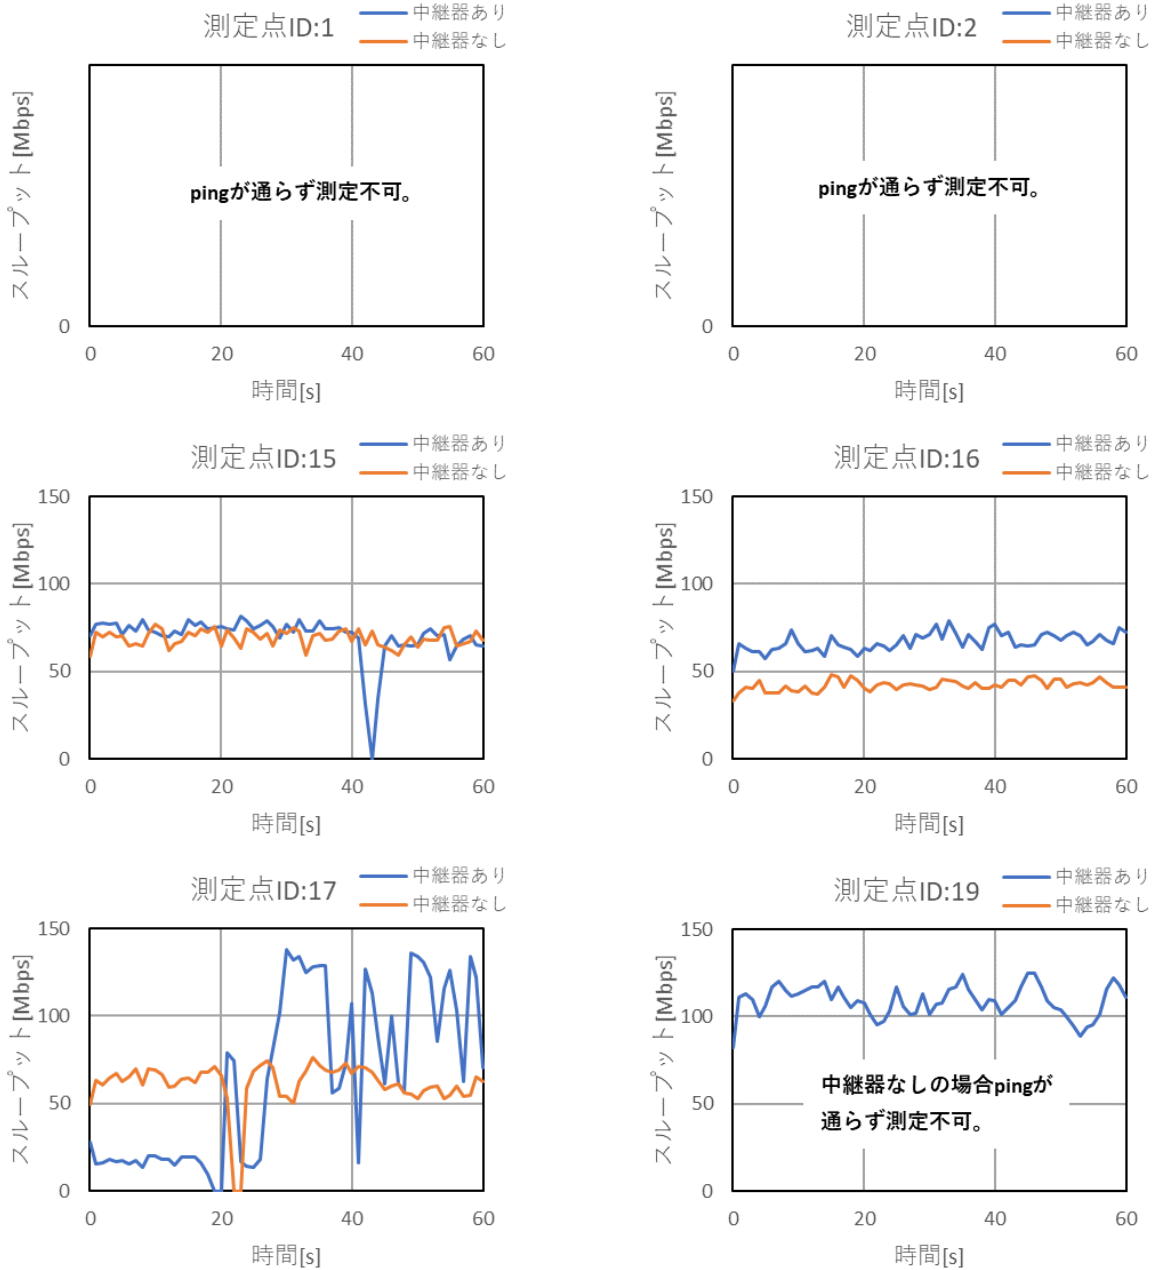 測定点ID:1
中継器あり
中継器なし
スループット[Mbps]
pingが通らず測定不可。
0
0 20 40 60
時間[s]
測定点ID:2
中継器あり
中継器なし
スループット[Mbps]
pingが通らず測定不可。
0
0 20 40 60
時間[s]
測定点ID:15
中継器あり
中継器なし
スループット[Mbps]
150
100
50
0
0 20 40 60
時間[s]
測定点ID:16
中継器あり
中継器なし
スループット[Mbps]
150
100
50
0
0 20 40 60
時間[s]
測定点ID:17
中継器あり
中継器なし
スループット[Mbps]
150
100
50
0
0 20 40 60
時間[s]
測定点ID:19
中継器あり
中継器なし
スループット[Mbps]
150
100
50
0
中継器なしの場合pingが
通らず測定不可。
0 20 40 60
時間[s]